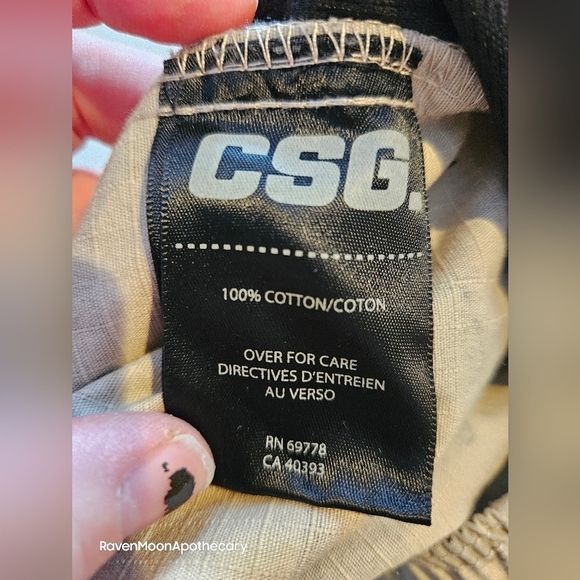 CSG.
100% COTTON/COTON
OVER FOR CARE
DIRECTIVES D'ENTREIEN
AU VERSO
RN 69778
CA 40393
RavenMoonApothecary